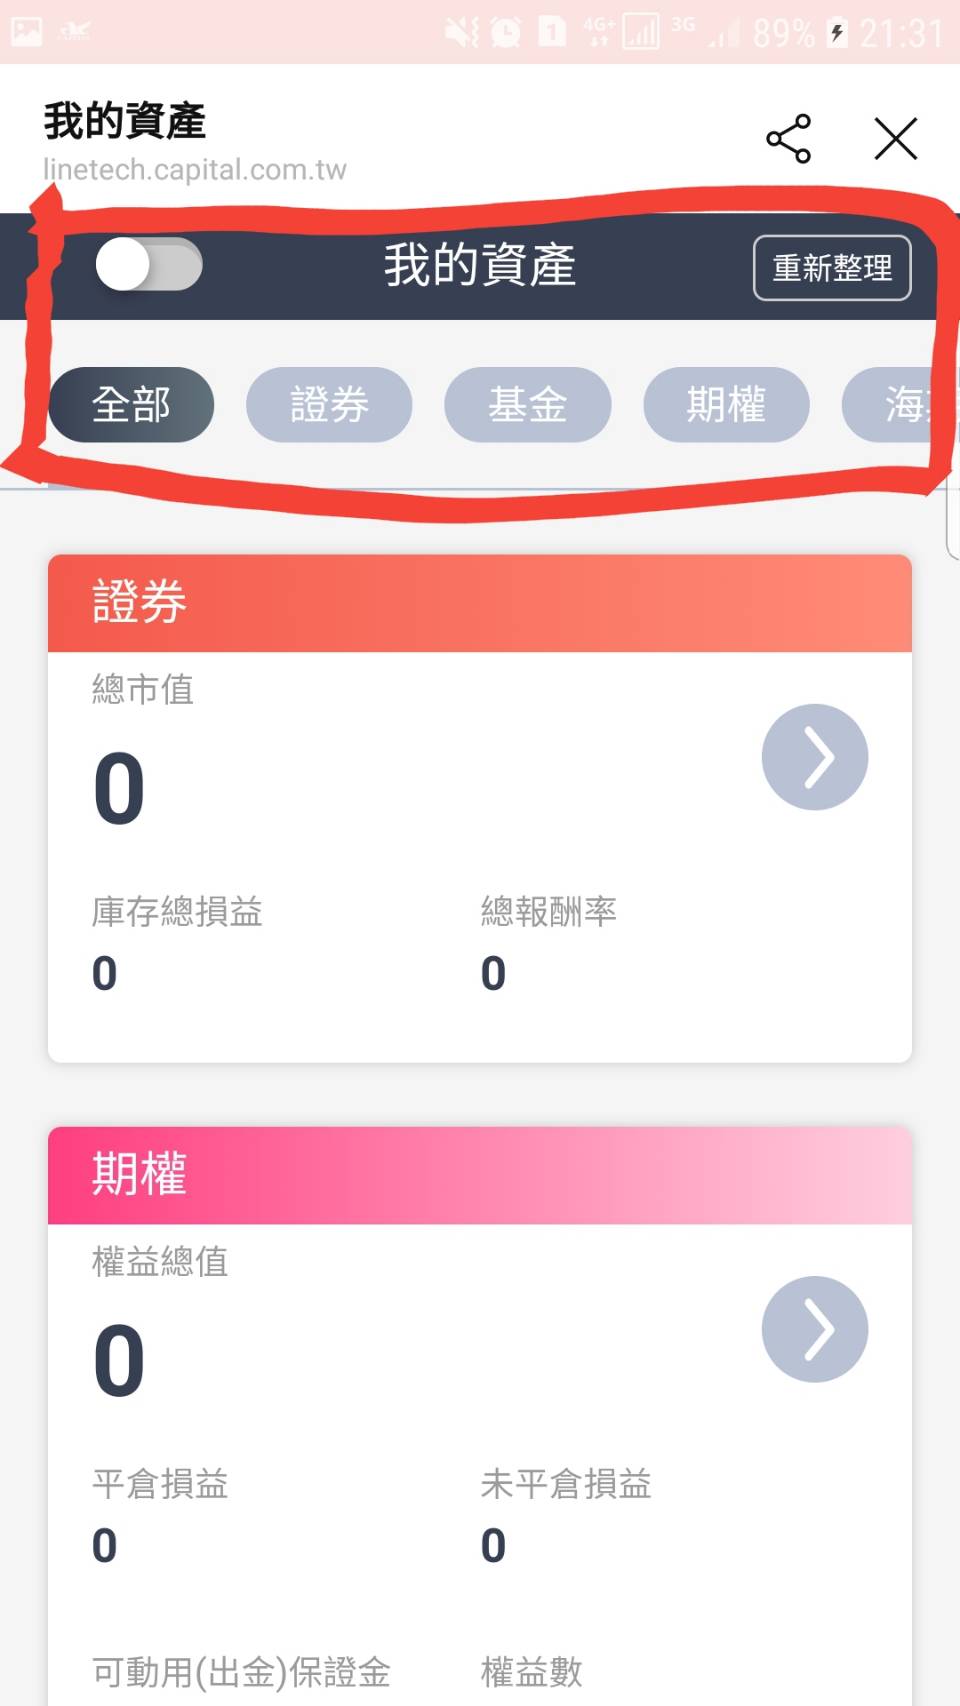 4G+ 3G 89% 21:31
我的資產
linetech.capital.com.tw
我的資產
重新整理
全部 證券 基金 期權 海
證券
總市值
0
庫存總損益 總報酬率
0 0
期權
權益總值
0
平倉損益 未平倉損益
0 0
可動用(出金)保證金 權益數